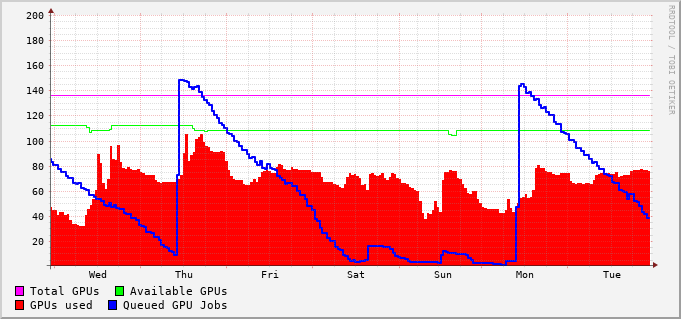 200
180
160
140
120
100
80
60
40
20
Wed Thu Fri Sat Sun Mon Tue
Total GPUs Available GPUs
GPUs used Queued GPU Jobs
RRDTOOL / TOBI OETIKER